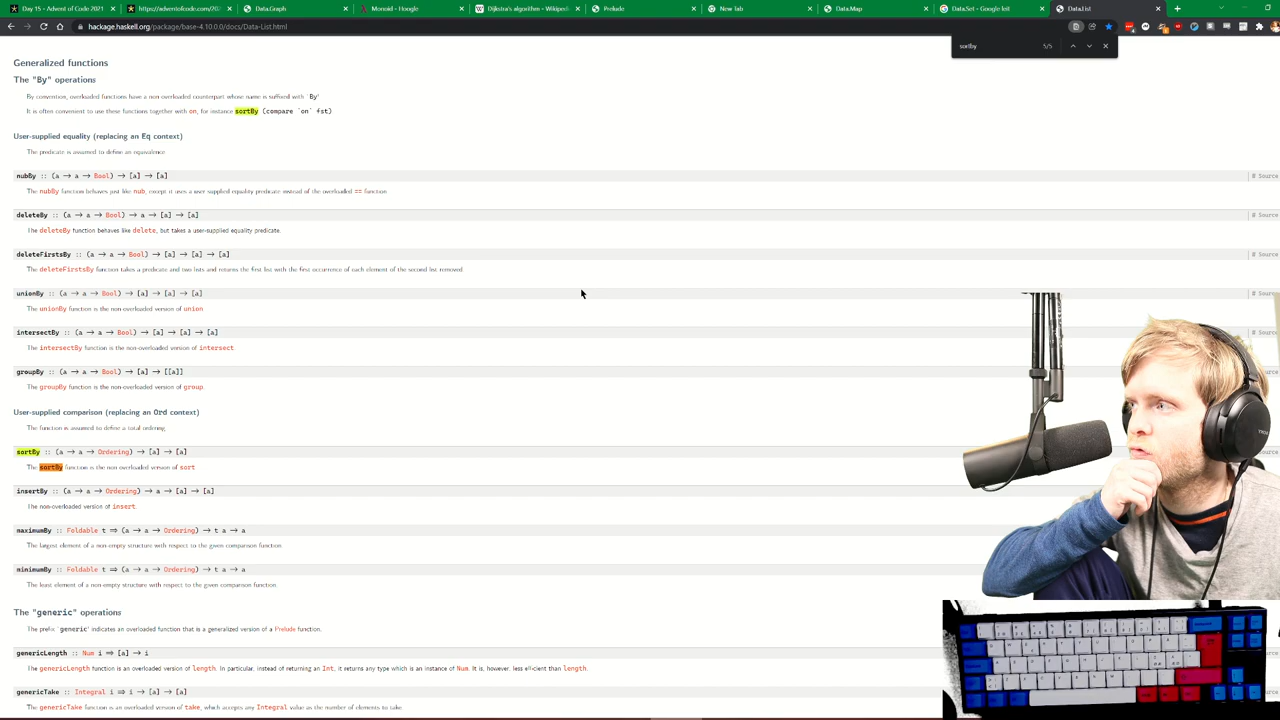 Day 15 - Advent of Code 2021
https://adventofcode.com/20
Data.Graph
Monoid - Hoogle
Dijkstra's algorithm - Wikiped
Prelude
New Tab
Data.Map
Data.Set - Google leit
Data.List
hackage.haskell.org/package/base-4.10.0.0/docs/Data-List.html
sortby
5/5
Generalized functions
The "By" operations
By convention, overloaded functions have a non overloaded counterpart whose name is suffixed with `By'
It is often convenient to use these functions together with on, for instance sortBy (compare `on` fst)
User-supplied equality (replacing an Eq context)
The predicate is assumed to define an equivalence
nubBy :: (a → a → Bool) → [a] → [a]
# Source
The nubBy function behaves just like nub, except it uses a user supplied equality predicate instead of the overloaded == function.
deleteBy :: (a → a → Bool) → a → [a] → [a]
# Source
The deleteBy function behaves like delete, but takes a user-supplied equality predicate.
deleteFirstsBy :: (a → a → Bool) → [a] → [a] → [a]
# Source
The deleteFirstsBy function takes a predicate and two lists and returns the first list with the first occurrence of each element of the second list removed
unionBy :: (a → a → Bool) → [a] → [a] → [a]
# Source
The unionBy function is the non-overloaded version of union
intersectBy :: (a → a → Bool) → [a] → [a] → [a]
# Source
The intersectBy function is the non-overloaded version of intersect
groupBy :: (a → a → Bool) → [a] → [[a]]
The groupBy function is the non-overloaded version of group
User-supplied comparison (replacing an Ord context)
The function is assumed to define a total ordering
sortBy :: (a → a → Ordering) → [a] → [a]
The sortBy function is the non overloaded version of sort
insertBy :: (a → a → Ordering) → a → [a] → [a]
The non-overloaded version of insert.
maximumBy :: Foldable t ⇒ (a → a → Ordering) → t a → a
The largest element of a non-empty structure with respect to the given comparison function
minimumBy :: Foldable t ⇒ (a → a → Ordering) → t a → a
The least element of a non-empty structure with respect to the given comparison function.
The "generic" operations
The prefix `generic' indicates an overloaded function that is a generalized version of a Prelude function.
genericLength :: Num i ⇒ [a] → i
The genericLength function is an overloaded version of length. In particular, instead of returning an Int, it returns any type which is an instance of Num. It is, however, less efficient than length.
genericTake :: Integral i ⇒ i → [a] → [a]
The genericTake function is an overloaded version of take, which accepts any Integral value as the number of elements to take